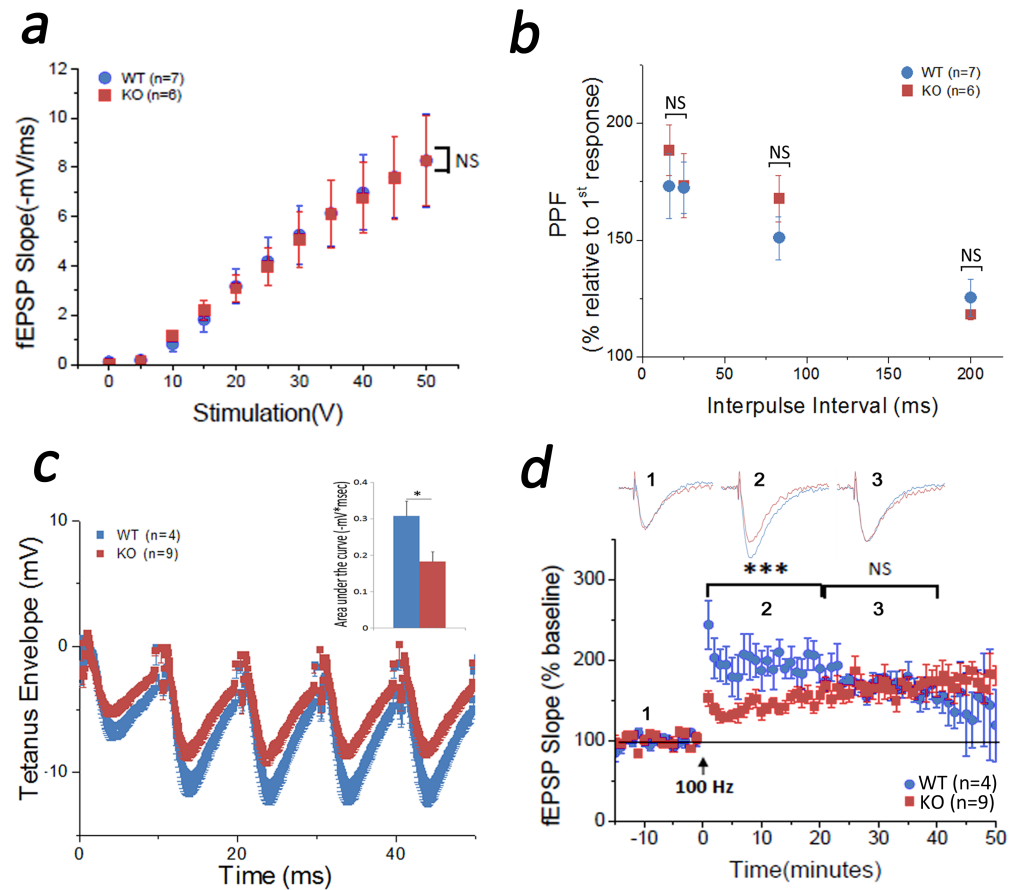 a
12
10
8
6
4
2
0
fEPSP Slope(-mV/ms)
WT (n=7)
KO (n=6)
NS
0 10 20 30 40 50
Stimulation(V)
b
200
150
100
PPF
(% relative to 1st response)
WT (n=7)
KO (n=6)
NS
NS
NS
0 50 100 150 200
Interpulse Interval (ms)
c
10
0
-10
Tetanus Envelope (mV)
WT (n=4)
KO (n=9)
0.4
0.3
0.2
0.1
0
Area under the curve (-mV*msec)
*
0 20 40
Time (ms)
d
1 2 3
300
250
200
150
100
50
0
fEPSP Slope (% baseline)
*** NS
2 3
1
100 Hz
WT (n=4)
KO (n=9)
-10 0 10 20 30 40 50
Time(minutes)